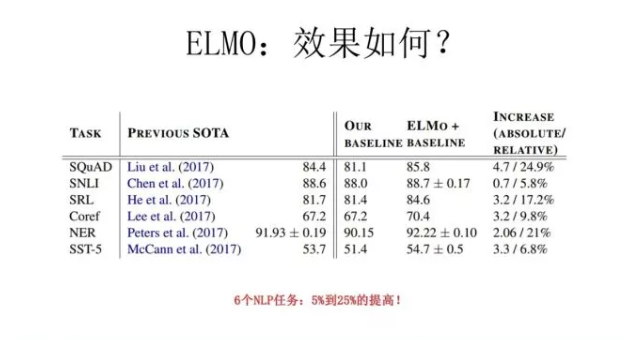 ELMO：效果如何？
INCREASE
TASK PREVIOUS SOTA OUR ELMO + (ABSOLUTE/
BASELINE BASELINE RELATIVE)
SQuAD Liu et al. (2017) 84.4 81.1 85.8 4.7 / 24.9%
SNLI Chen et al. (2017) 88.6 88.0 88.7 ± 0.17 0.7 / 5.8%
SRL He et al. (2017) 81.7 81.4 84.6 3.2 / 17.2%
Coref Lee et al. (2017) 67.2 67.2 70.4 3.2 / 9.8%
NER Peters et al. (2017) 91.93 ± 0.19 90.15 92.22 ± 0.10 2.06 / 21%
SST-5 McCann et al. (2017) 53.7 51.4 54.7 ± 0.5 3.3 / 6.8%
6个NLP任务：5%到25%的提高！